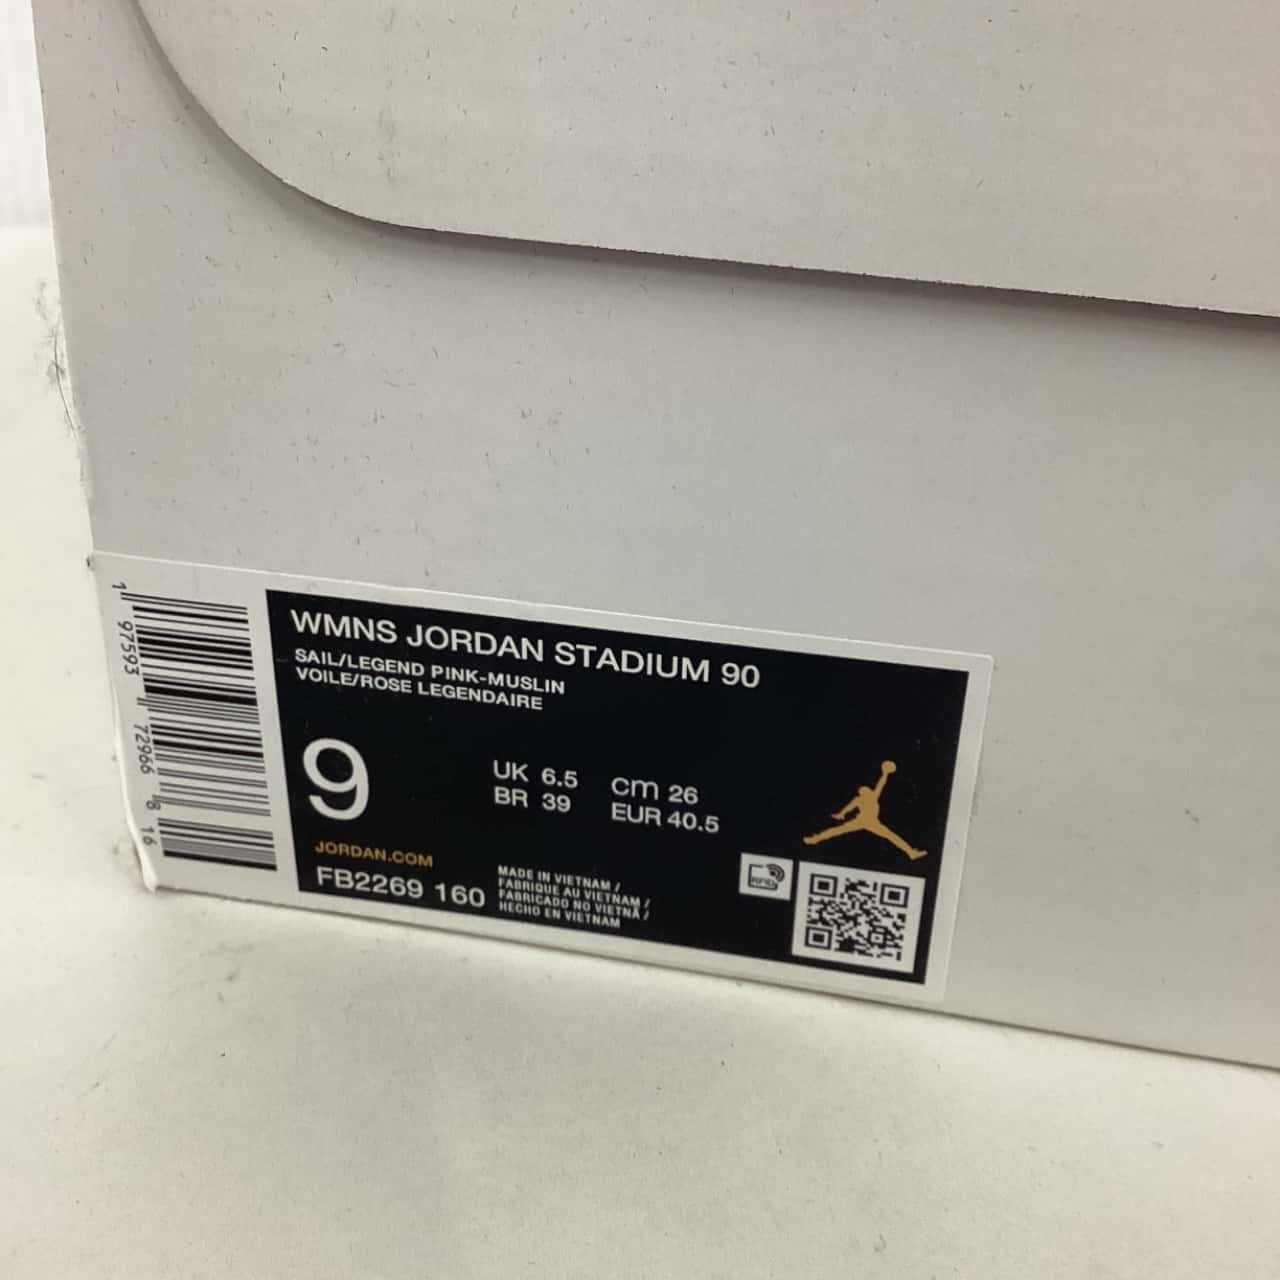 WMNS JORDAN STADIUM 90
SAIL/LEGEND PINK-MUSLIN
VOILE/ROSE LEGENDAIRE
9
UK 6.5 cm 26
BR 39 EUR 40.5
JORDAN.COM
FB2269 160
MADE IN VIETNAM /
FABRIQUE AU VIETNAM /
FABRICADO NO VIETNÃ /
HECHO EN VIETNAM
RFID
1 97593 72966 8 16